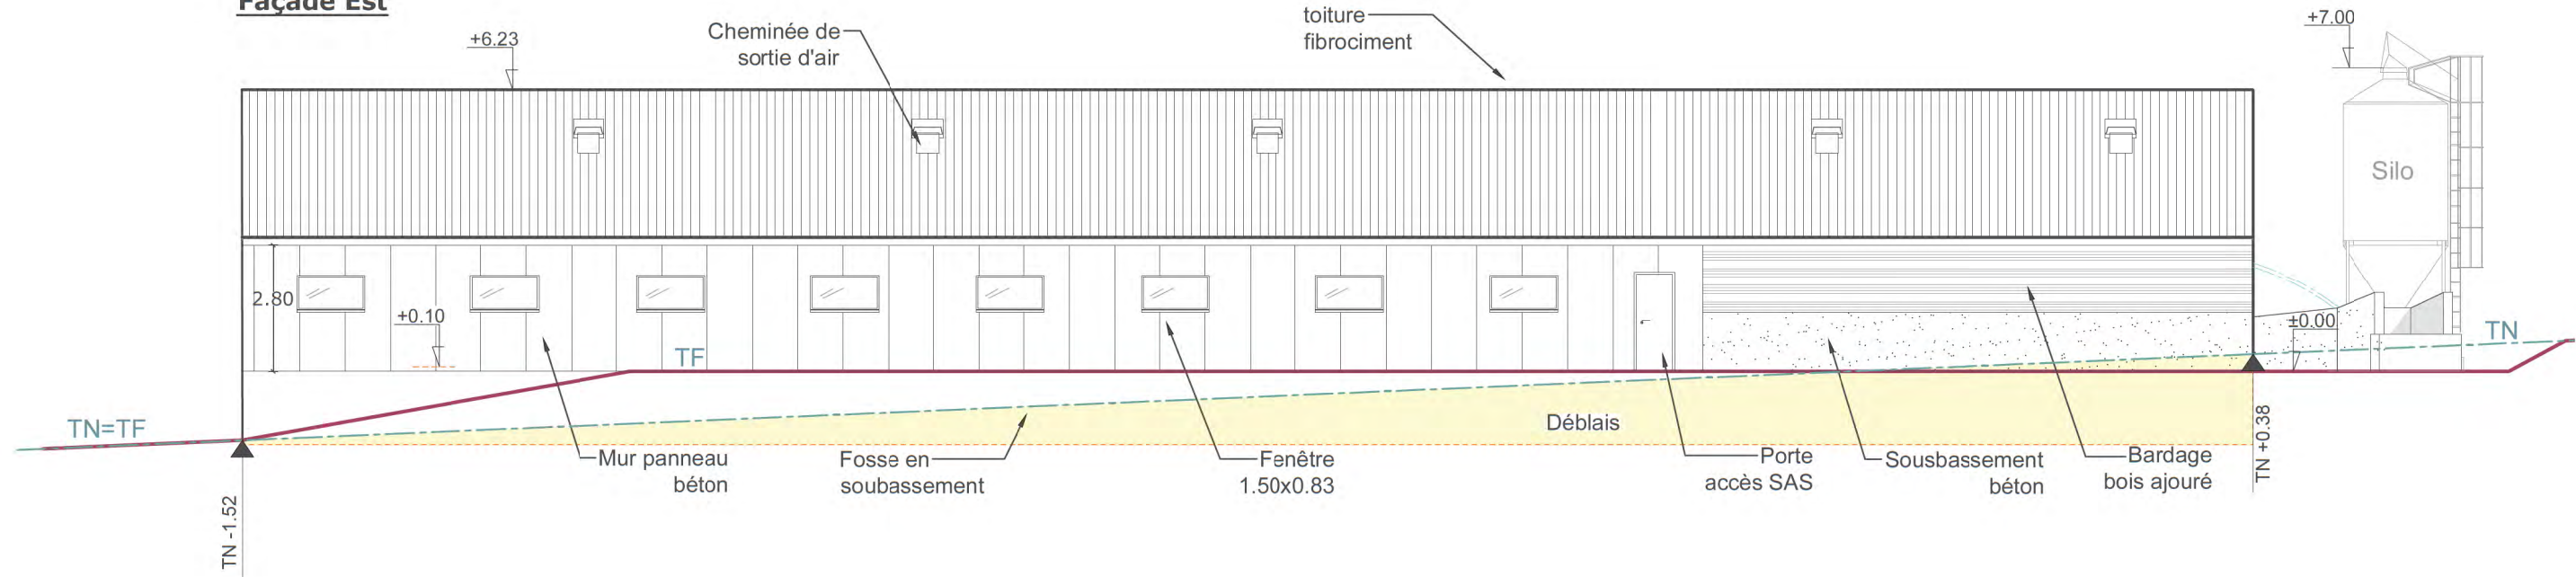 Façade Est
+6.23
Cheminée de
sortie d'air
toiture
fibrociment
+7.00
Silo
2.80
+0.10
TF
±0.00
TN
TN=TF
Déblais
Mur panneau
béton
Fosse en
soubassement
Fenêtre
1.50x0.83
Porte
accès SAS
Sousbassement
béton
Bardage
bois ajouré
TN +0.38
TN -1.52